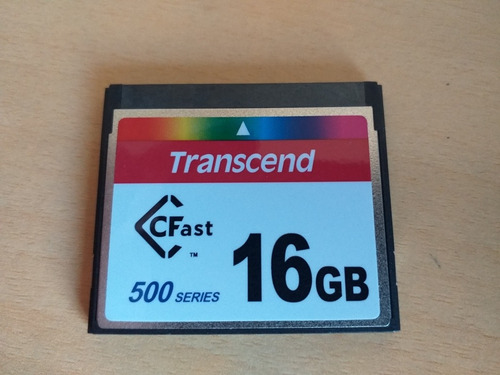 Transcend
CFast
™
500 SERIES
16GB